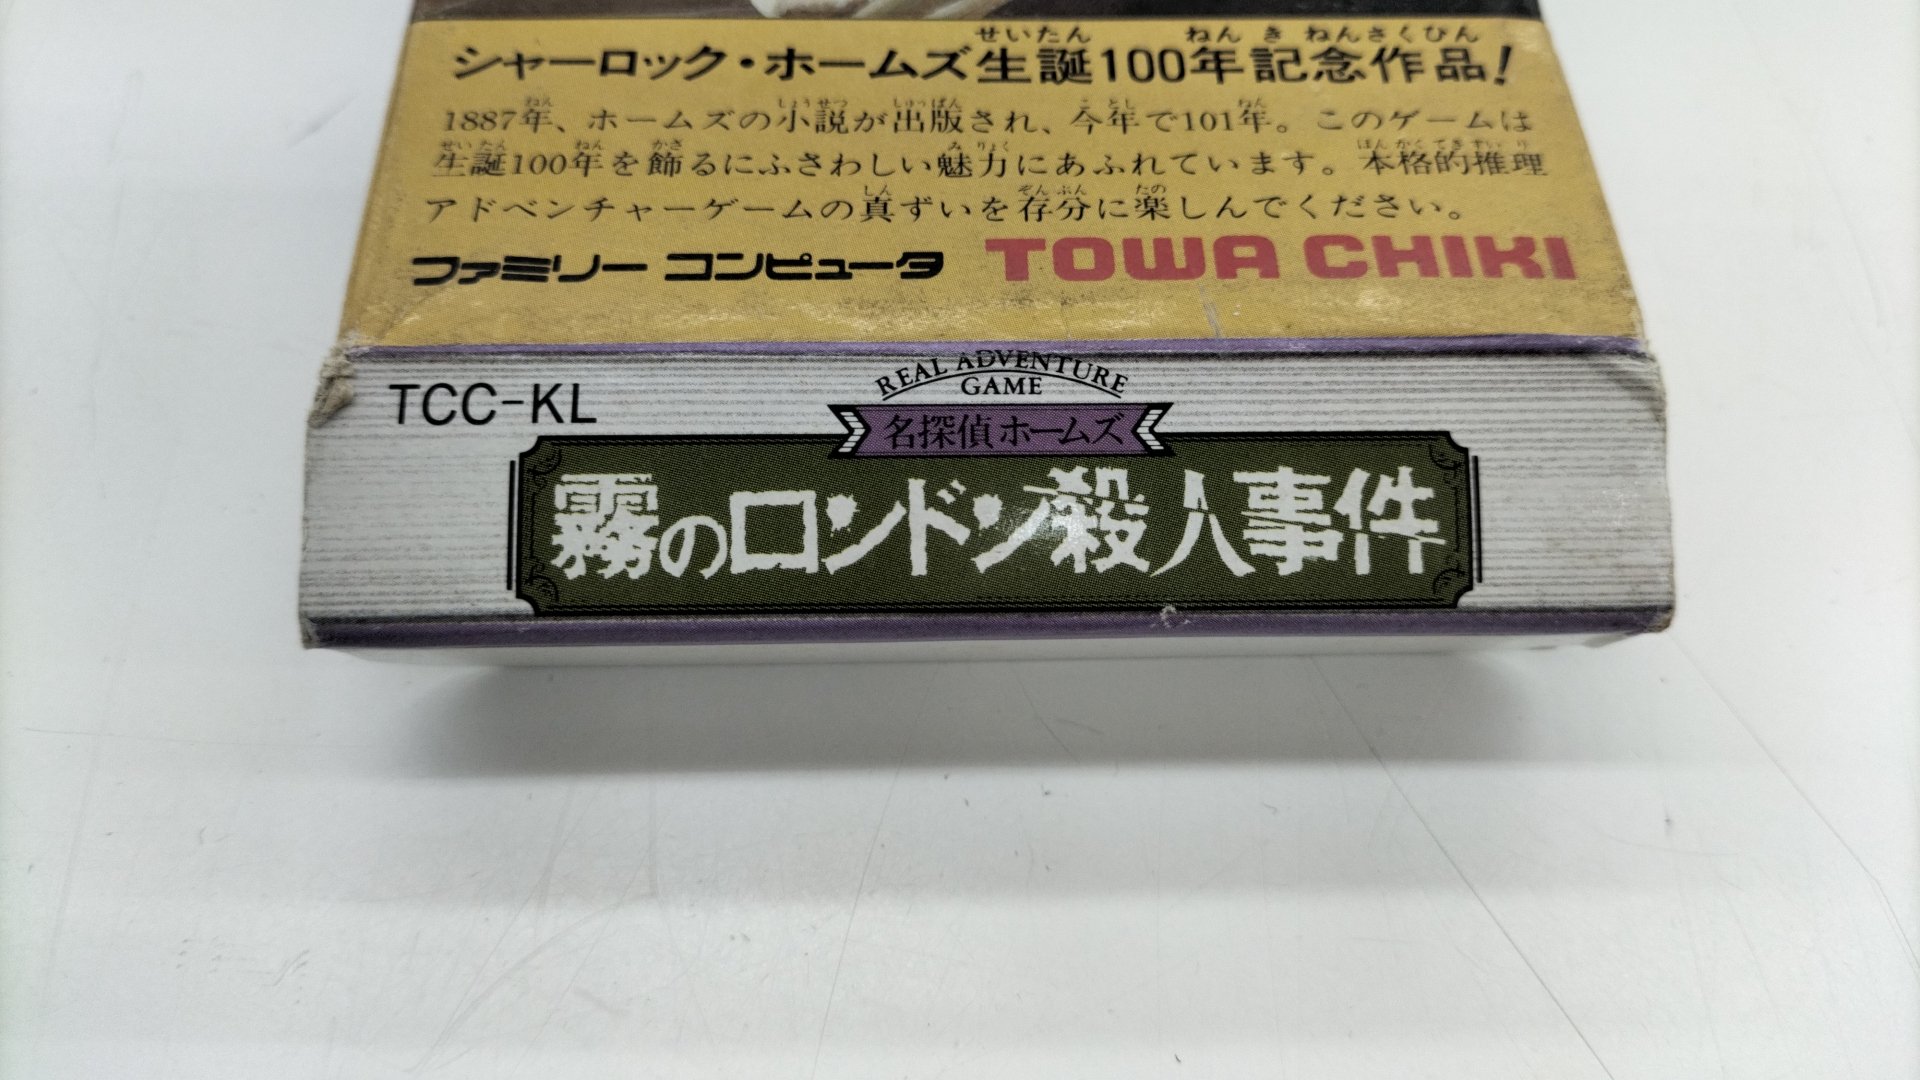 シャーロック・ホームズ生誕100年記念作品!
1887年、ホームズの小説が出版され、今年で101年。このゲームは
生誕100年を飾るにふさわしい魅力にあふれています。本格的推理
アドベンチャーゲームの真ずいを存分に楽しんでください。
ファミリーコンピュータ TOWA CHIKI
TCC-KL
REAL ADVENTURE
GAME
名探偵ホームズ
霧のロンドン殺人事件